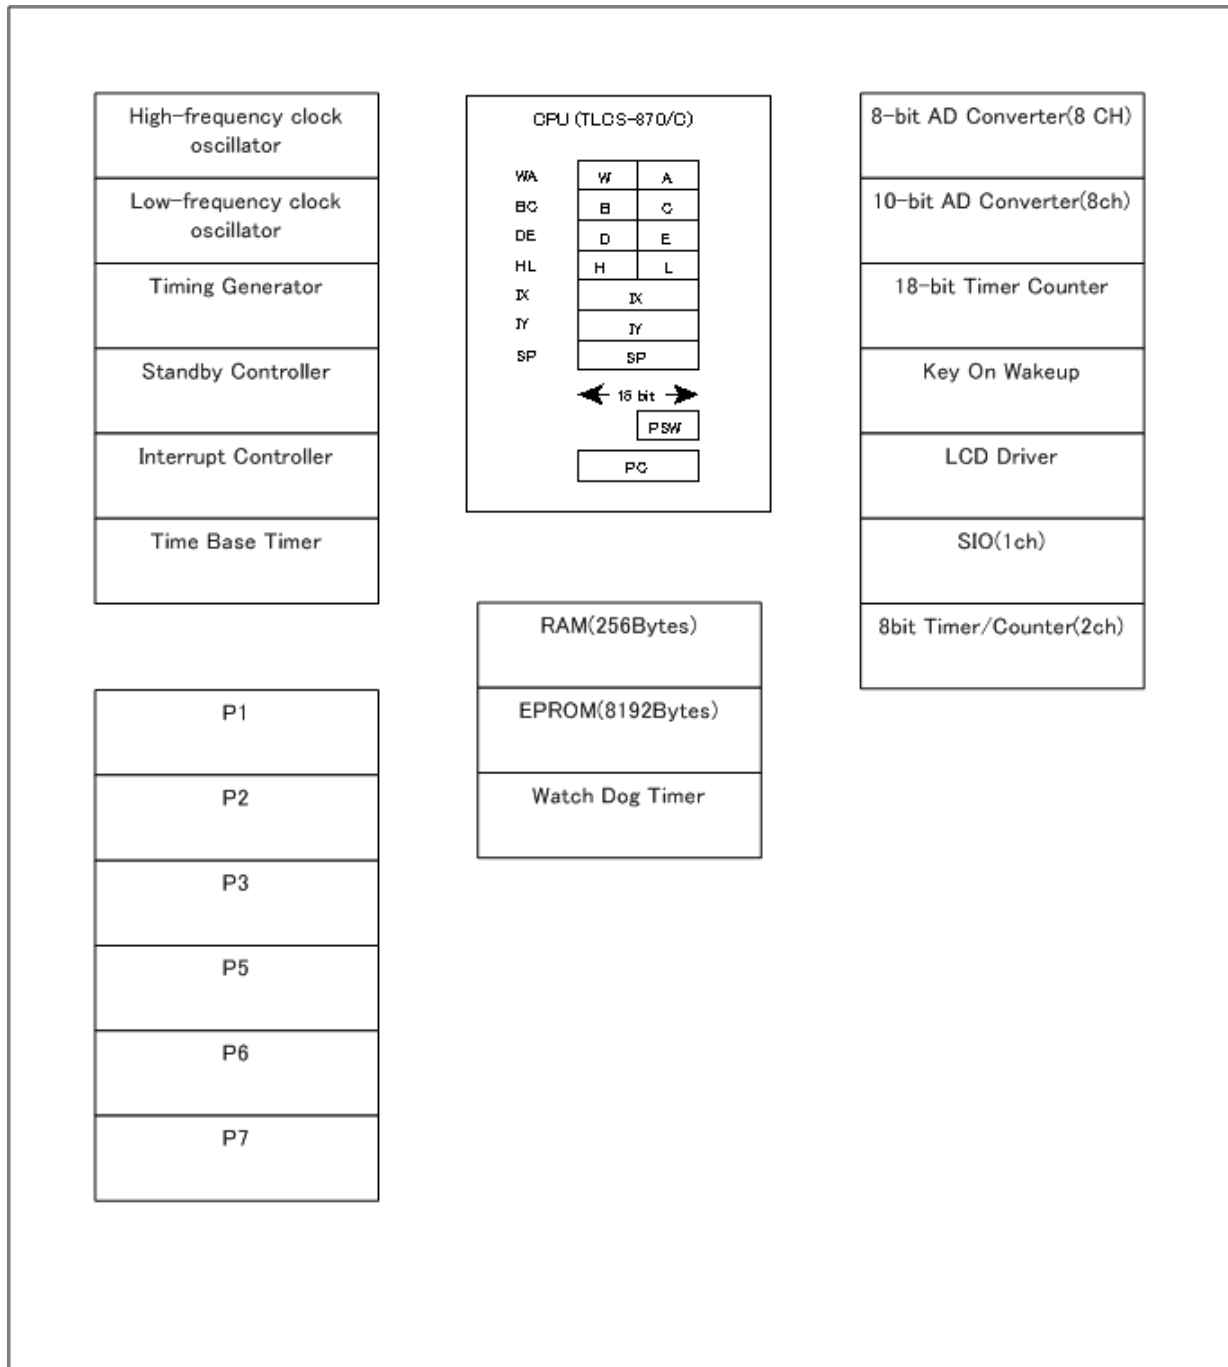 High-frequency clock
oscillator
Low-frequency clock
oscillator
Timing Generator
Standby Controller
Interrupt Controller
Time Base Timer
CPU (TLCS-870/C)
WA W A
BC B C
DE D E
HL H L
IX IX
IY IY
SP SP
16 bit
PSW
PC
8-bit AD Converter(8 CH)
10-bit AD Converter(8ch)
18-bit Timer Counter
Key On Wakeup
LCD Driver
SIO(1ch)
8bit Timer/Counter(2ch)
RAM(256Bytes)
EPROM(8192Bytes)
Watch Dog Timer
P1
P2
P3
P5
P6
P7